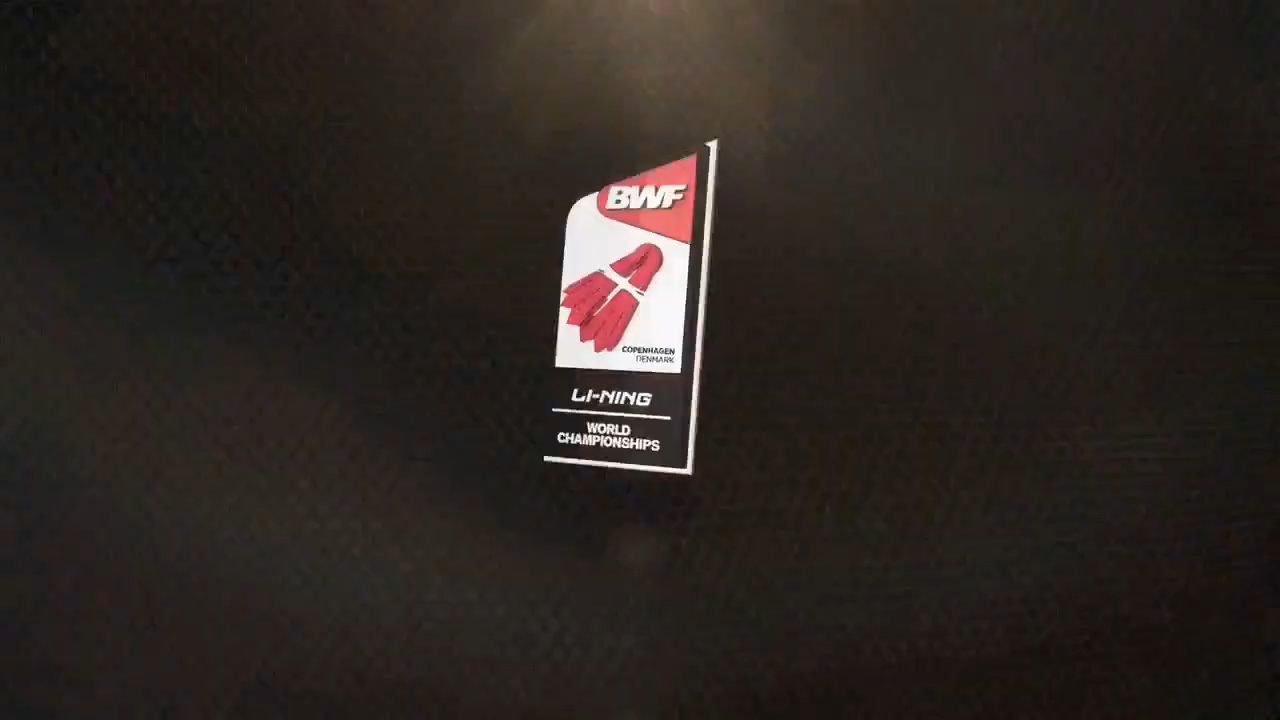 BWF
COPENHAGEN
DENMARK
LI-NING
WORLD
CHAMPIONSHIPS